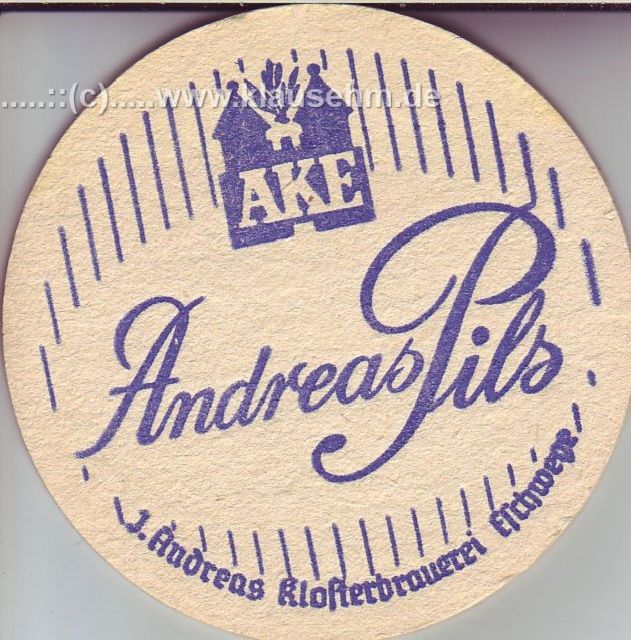 .....::(c).....www.klausehm.de
AKE
Andreas Pils
J. Andreas Klosterbrauerei Eschwege